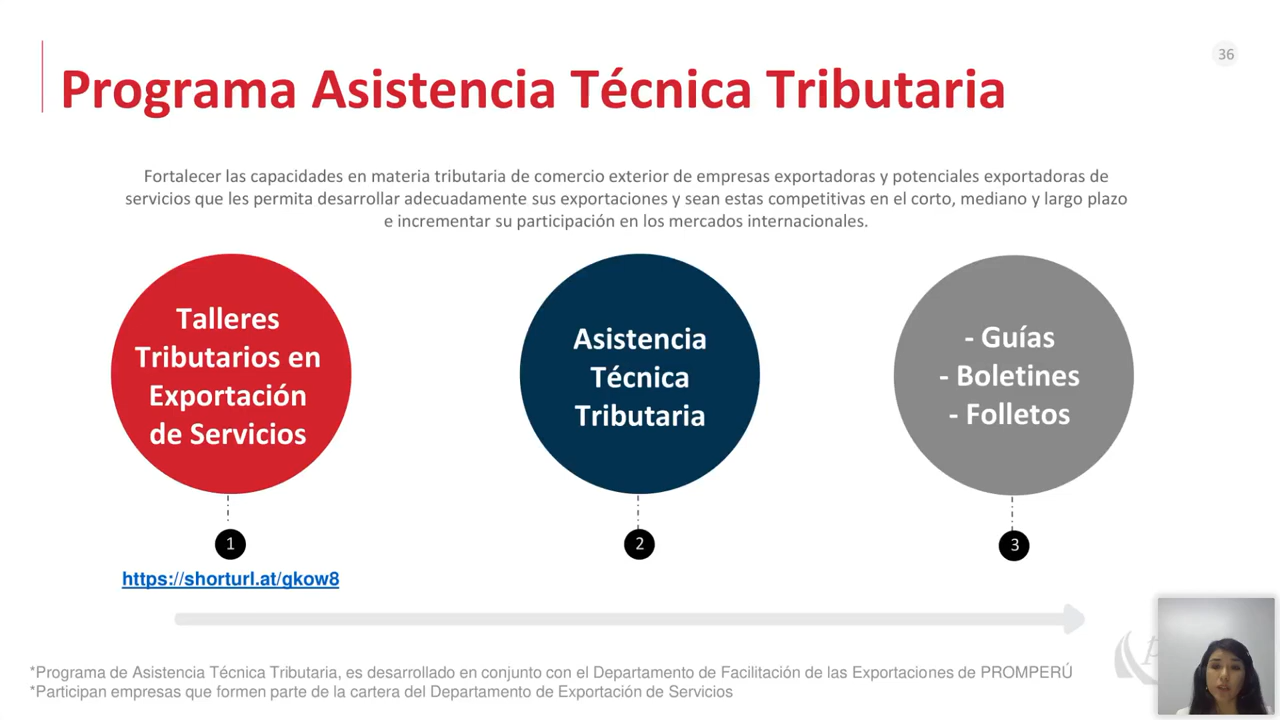 36
Programa Asistencia Técnica Tributaria
Fortalecer las capacidades en materia tributaria de comercio exterior de empresas exportadoras y potenciales exportadoras de
servicios que les permita desarrollar adecuadamente sus exportaciones y sean estas competitivas en el corto, mediano y largo plazo
e incrementar su participación en los mercados internacionales.
Talleres
Tributarios en
Exportación
de Servicios
Asistencia
Técnica
Tributaria
- Guías
- Boletines
- Folletos
1
2
3
https://shorturl.at/gkow8
*Programa de Asistencia Técnica Tributaria, es desarrollado en conjunto con el Departamento de Facilitación de las Exportaciones de PROMPERÚ
*Participan empresas que formen parte de la cartera del Departamento de Exportación de Servicios